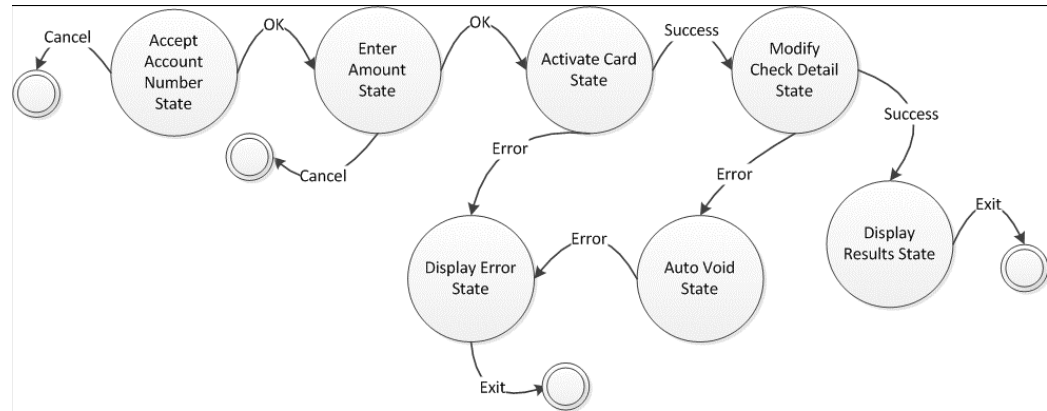 Cancel
Accept
Account
Number
State
OK
Enter
Amount
State
OK
Activate Card
State
Success
Modify
Check Detail
State
Success
Cancel
Error
Error
Display Error
State
Error
Auto Void
State
Display
Results State
Exit
Exit